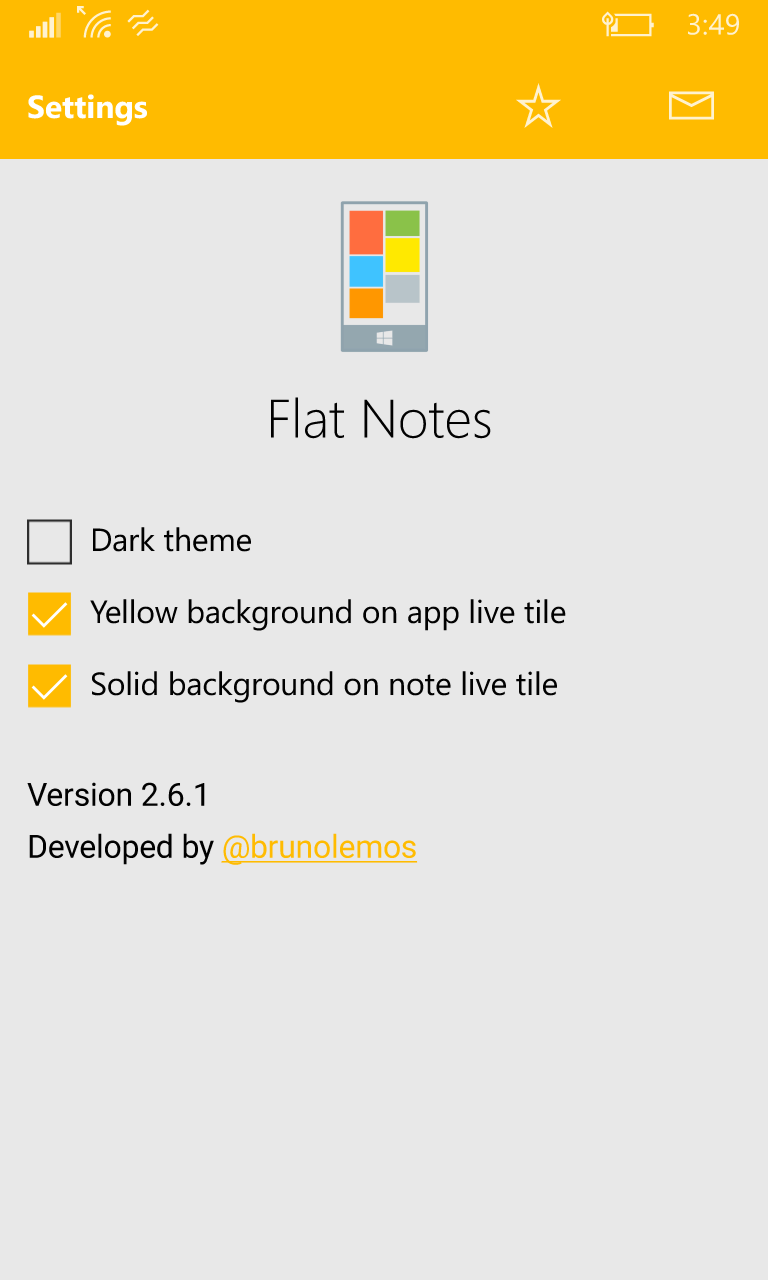 3:49
Settings
Flat Notes
Dark theme
Yellow background on app live tile
Solid background on note live tile
Version 2.6.1
Developed by @brunolemos